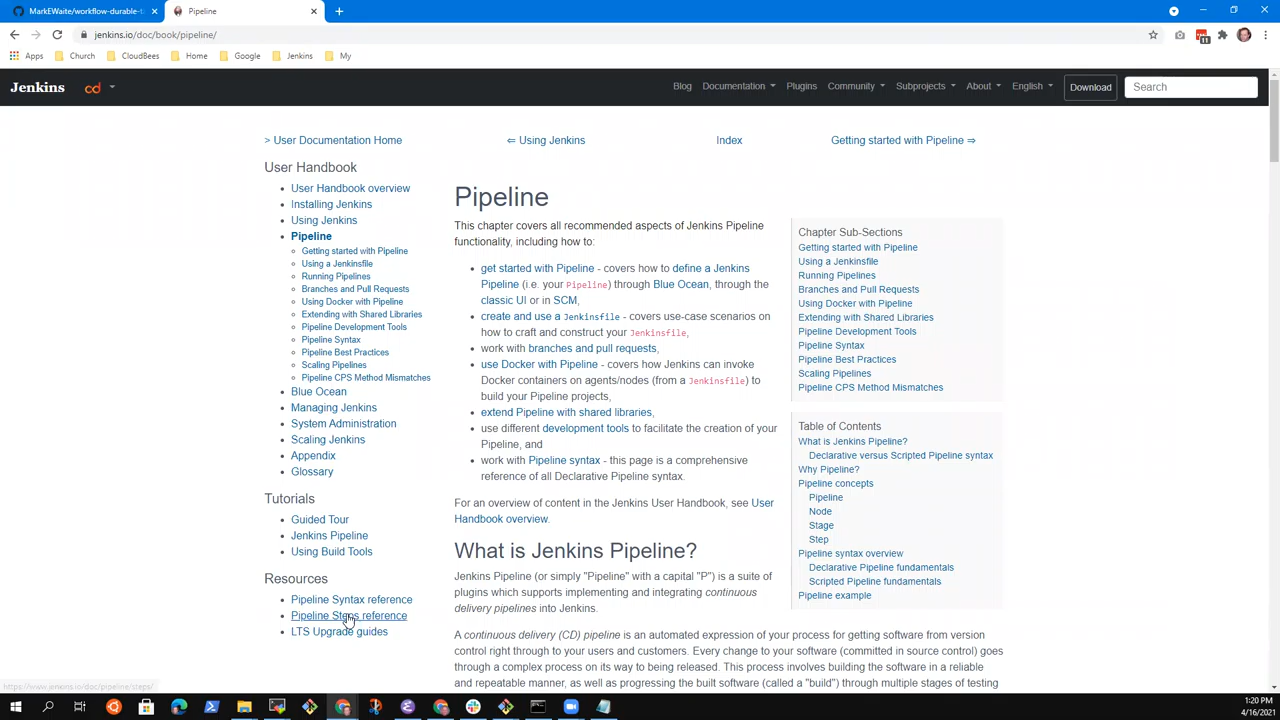 MarkEWaite/workflow-durable-ta
Pipeline
jenkins.io/doc/book/pipeline/
11
Apps
Church
CloudBees
Home
Google
Jenkins
My
Jenkins
cd
Blog
Documentation
Plugins
Community
Subprojects
About
English
Download
Search
> User Documentation Home
⇐ Using Jenkins
Index
Getting started with Pipeline ⇒
User Handbook
User Handbook overview
Installing Jenkins
Using Jenkins
Pipeline
Getting started with Pipeline
Using a Jenkinsfile
Running Pipelines
Branches and Pull Requests
Using Docker with Pipeline
Extending with Shared Libraries
Pipeline Development Tools
Pipeline Syntax
Pipeline Best Practices
Scaling Pipelines
Pipeline CPS Method Mismatches
Blue Ocean
Managing Jenkins
System Administration
Scaling Jenkins
Appendix
Glossary
Tutorials
Guided Tour
Jenkins Pipeline
Using Build Tools
Resources
Pipeline Syntax reference
Pipeline Steps reference
LTS Upgrade guides
Pipeline
This chapter covers all recommended aspects of Jenkins Pipeline
functionality, including how to:
get started with Pipeline - covers how to define a Jenkins
Pipeline (i.e. your Pipeline) through Blue Ocean, through the
classic UI or in SCM,
create and use a Jenkinsfile - covers use-case scenarios on
how to craft and construct your Jenkinsfile,
work with branches and pull requests,
use Docker with Pipeline - covers how Jenkins can invoke
Docker containers on agents/nodes (from a Jenkinsfile) to
build your Pipeline projects,
extend Pipeline with shared libraries,
use different development tools to facilitate the creation of your
Pipeline, and
work with Pipeline syntax - this page is a comprehensive
reference of all Declarative Pipeline syntax.
For an overview of content in the Jenkins User Handbook, see User
Handbook overview.
What is Jenkins Pipeline?
Jenkins Pipeline (or simply "Pipeline" with a capital "P") is a suite of
plugins which supports implementing and integrating continuous
delivery pipelines into Jenkins.
A continuous delivery (CD) pipeline is an automated expression of your process for getting software from version
control right through to your users and customers. Every change to your software (committed in source control) goes
through a complex process on its way to being released. This process involves building the software in a reliable
and repeatable manner, as well as progressing the built software (called a "build") through multiple stages of testing
Chapter Sub-Sections
Getting started with Pipeline
Using a Jenkinsfile
Running Pipelines
Branches and Pull Requests
Using Docker with Pipeline
Extending with Shared Libraries
Pipeline Development Tools
Pipeline Syntax
Pipeline Best Practices
Scaling Pipelines
Pipeline CPS Method Mismatches
Table of Contents
What is Jenkins Pipeline?
Declarative versus Scripted Pipeline syntax
Why Pipeline?
Pipeline concepts
Pipeline
Node
Stage
Step
Pipeline syntax overview
Declarative Pipeline fundamentals
Scripted Pipeline fundamentals
Pipeline example
https://www.jenkins.io/doc/pipeline/steps/
1:20 PM
4/16/2021